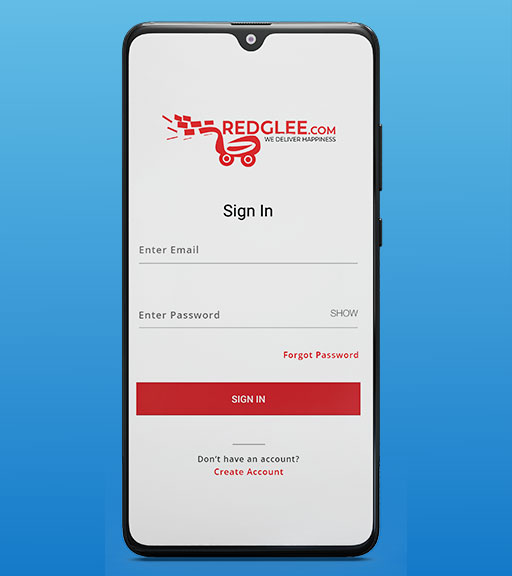 REDGLEE.COM
WE DELIVER HAPPINESS
Sign In
Enter Email
Enter Password SHOW
Forgot Password
SIGN IN
Don't have an account?
Create Account